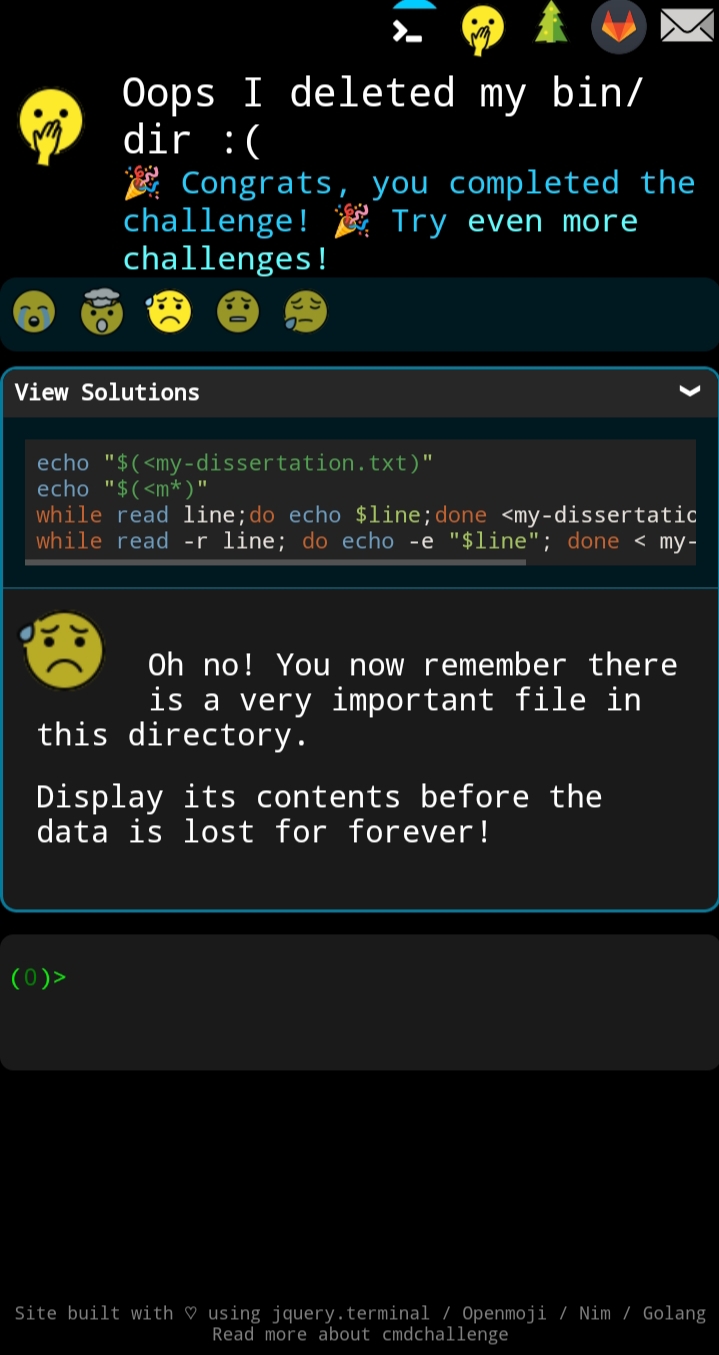 Oops I deleted my bin/
dir :(
🎉 Congrats, you completed the
challenge! 🎉 Try even more
challenges!
View Solutions
echo "$(<my-dissertation.txt)"
echo "$(<m*)"
while read line;do echo $line;done <my-dissertatio
while read -r line; do echo -e "$line"; done < my-
Oh no! You now remember there
is a very important file in
this directory.
Display its contents before the
data is lost for forever!
(0)>
Site built with ♡ using jquery.terminal / Openmoji / Nim / Golang
Read more about cmdchallenge